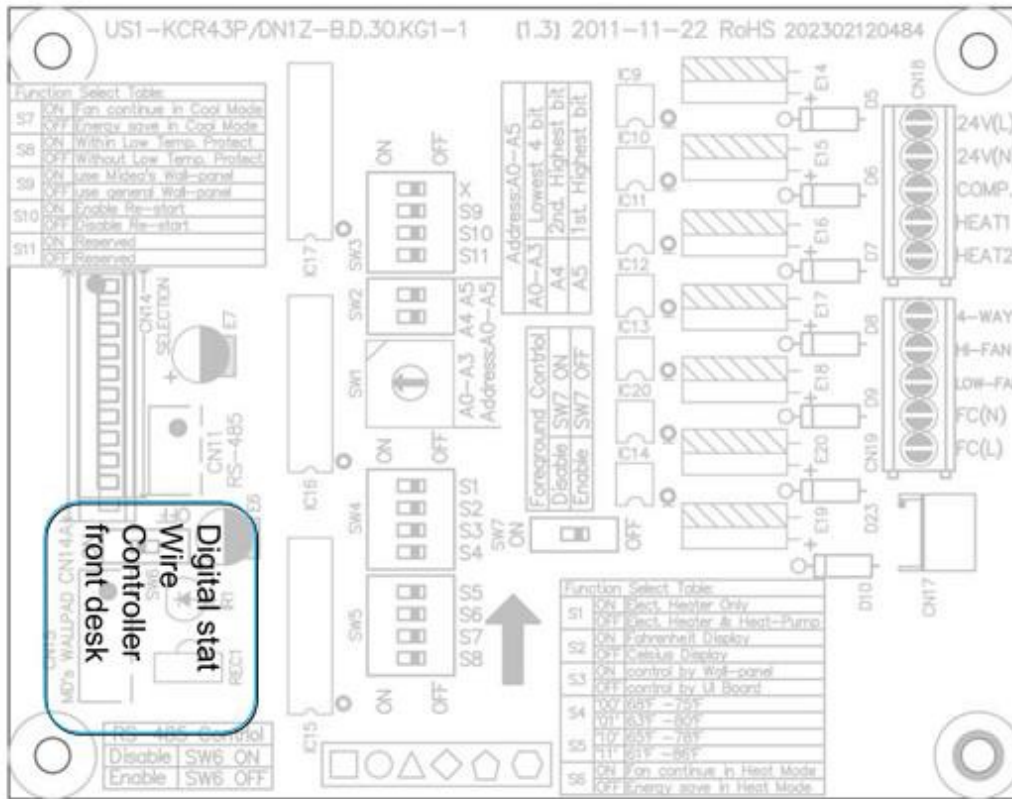 US1-KCR43P/DN1Z-B.D.30.KG1-1 (1.3) 2011-11-22 RoHS 202302120484
Function Select Table:
S7 ON Fan continue in Cool Mode
OFF Energy save in Cool Mode
S8 ON Within Low Temp. Protect
OFF Without Low Temp. Protect
S9 ON use Midea's Wall-panel
OFF use general Wall-panel
S10 ON Enable Re-start
OFF Disable Re-start
S11 ON Reserved
OFF Reserved
CN14
SELECTION
E7
CN11
RS-485
E6
Digital stat
Wire
Controller
front desk
MD's WALLPAD CN14A
CN15
SW6
IR1
REC1
RS-485 Control
Disable SW6 ON
Enable SW6 OFF
IC17
IC16
IC15
ON OFF
SW3
X
S9
S10
S11
SW2
A4 A5
Address:A0-A5
SW1
A0-A3
ON OFF
SW4
S1
S2
S3
S4
SW5
S5
S6
S7
S8
ON OFF
Address:A0-A5
A0-A3 Lowest 4 bit
A4 2nd. Highest bit
A5 1st. Highest bit
Foreground Contriol
Disable SW7 ON
Enable SW7 OFF
SW7
ON
OFF
IC9
IC10
IC11
IC12
IC13
IC20
IC14
E14
E15
E16
E17
E18
E20
E19
D5
D6
D7
D8
D9
D23
D10
CN18
24V(L)
24V(N)
COMP.
HEAT1
HEAT2
CN19
4-WAY
HI-FAN
LOW-FA
FC(N)
FC(L)
CN17
Function Select Table:
S1 ON Elect. Heater Only
OFF Elect. Heater & Heat-Pump
S2 ON Fahrenheit Display
OFF Celsius Display
S3 ON control by Wall-panel
OFF control by UI Board
S4 '00' 68°F -75°F
'01' 63°F -80°F
S5 '10' 65°F -78°F
'11' 61°F -86°F
S6 ON Fan continue in Heat Mode
OFF Energy save in Heat Mode